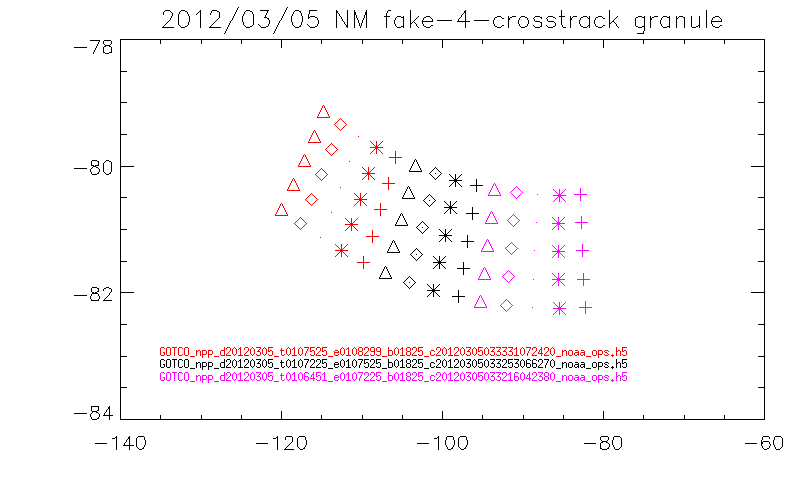 2012/03/05 NM fake-4-crosstrack granule
-78
-80
-82
-84
GOTCO_npp_d20120305_t0107525_e0108299_b01825_c20120305033331072420_noaa_ops.h5
GOTCO_npp_d20120305_t0107225_e0107525_b01825_c20120305033253066270_noaa_ops.h5
GOTCO_npp_d20120305_t0106451_e0107225_b01825_c20120305033216042380_noaa_ops.h5
-140 -120 -100 -80 -60